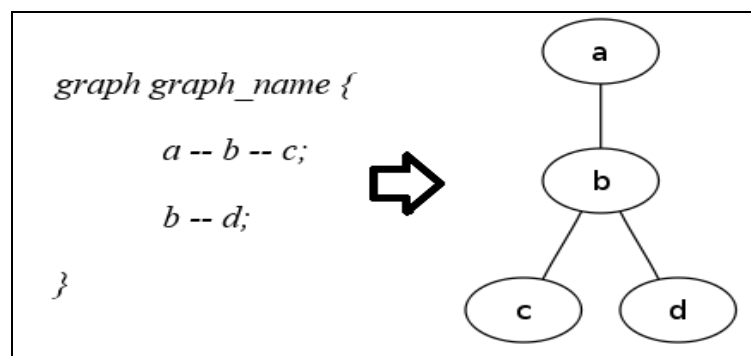 graph graph_name {
a -- b -- c;
b -- d;
}
a
b
c d